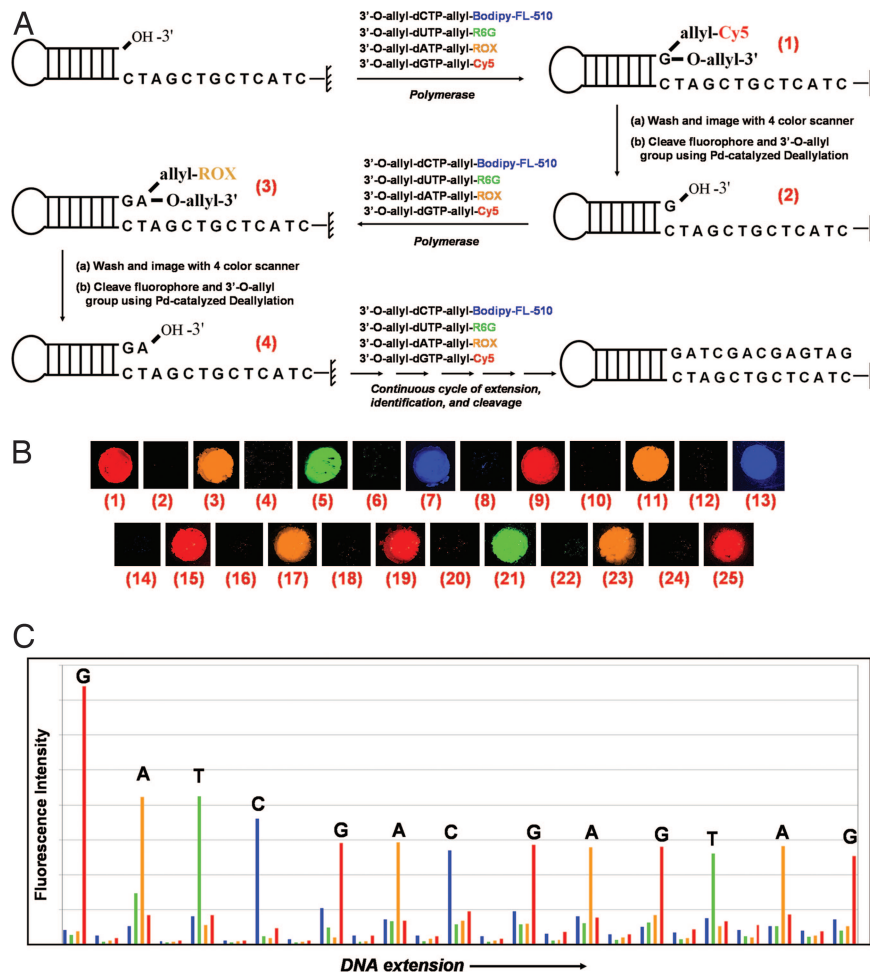 A
OH -3'
CTAGCTGCTCATC
3'-O-allyl-dCTP-allyl-Bodipy-FL-510
3'-O-allyl-dUTP-allyl-R6G
3'-O-allyl-dATP-allyl-ROX
3'-O-allyl-dGTP-allyl-Cy5
Polymerase
allyl-Cy5
G O-allyl-3'
(1)
CTAGCTGCTCATC
(a) Wash and image with 4 color scanner
(b) Cleave fluorophore and 3'-O-allyl
group using Pd-catalyzed Deallylation
OH -3'
G
(2)
CTAGCTGCTCATC
3'-O-allyl-dCTP-allyl-Bodipy-FL-510
3'-O-allyl-dUTP-allyl-R6G
3'-O-allyl-dATP-allyl-ROX
3'-O-allyl-dGTP-allyl-Cy5
Polymerase
allyl-ROX
(3)
GA O-allyl-3'
CTAGCTGCTCATC
(a) Wash and image with 4 color scanner
(b) Cleave fluorophore and 3'-O-allyl
group using Pd-catalyzed Deallylation
OH -3'
GA
(4)
CTAGCTGCTCATC
3'-O-allyl-dCTP-allyl-Bodipy-FL-510
3'-O-allyl-dUTP-allyl-R6G
3'-O-allyl-dATP-allyl-ROX
3'-O-allyl-dGTP-allyl-Cy5
Continuous cycle of extension,
identification, and cleavage
GATCGACGAGTAG
CTAGCTGCTCATC
B
(1) (2) (3) (4) (5) (6) (7) (8) (9) (10) (11) (12) (13)
(14) (15) (16) (17) (18) (19) (20) (21) (22) (23) (24) (25)
C
Fluorescence Intensity
G A T C G A C G A G T A G
DNA extension